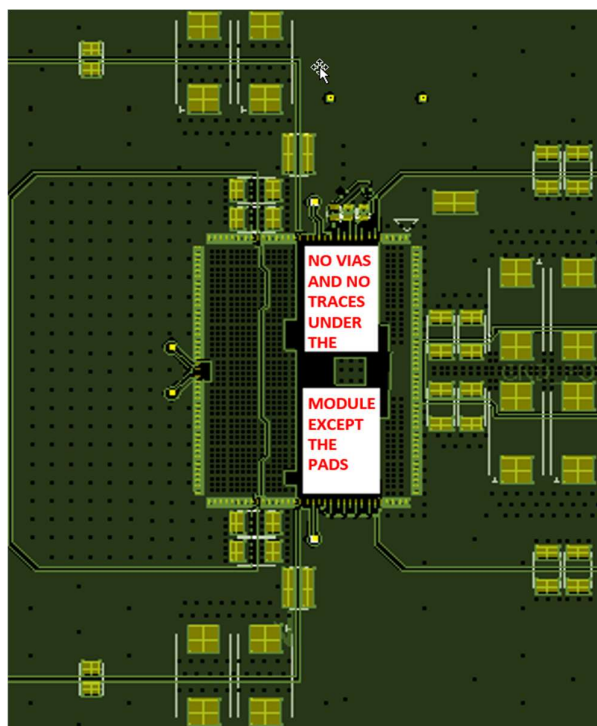 NO VIAS
AND NO
TRACES
UNDER
THE
MODULE
EXCEPT
THE
PADS